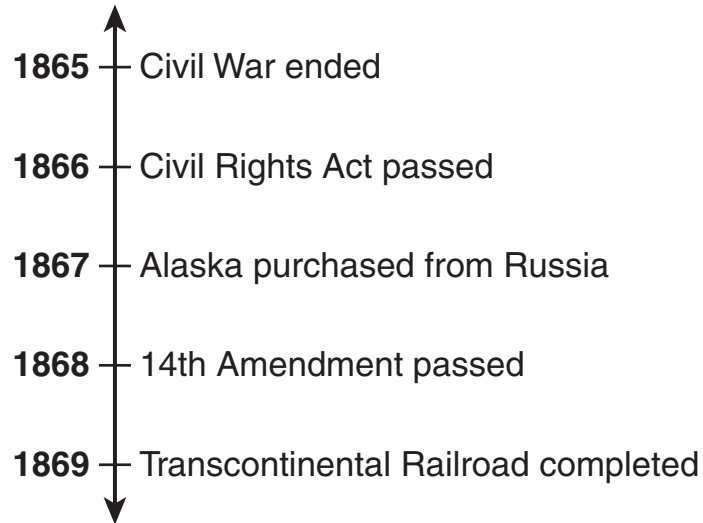 1865 Civil War ended
1866 Civil Rights Act passed
1867 Alaska purchased from Russia
1868 14th Amendment passed
1869 Transcontinental Railroad completed